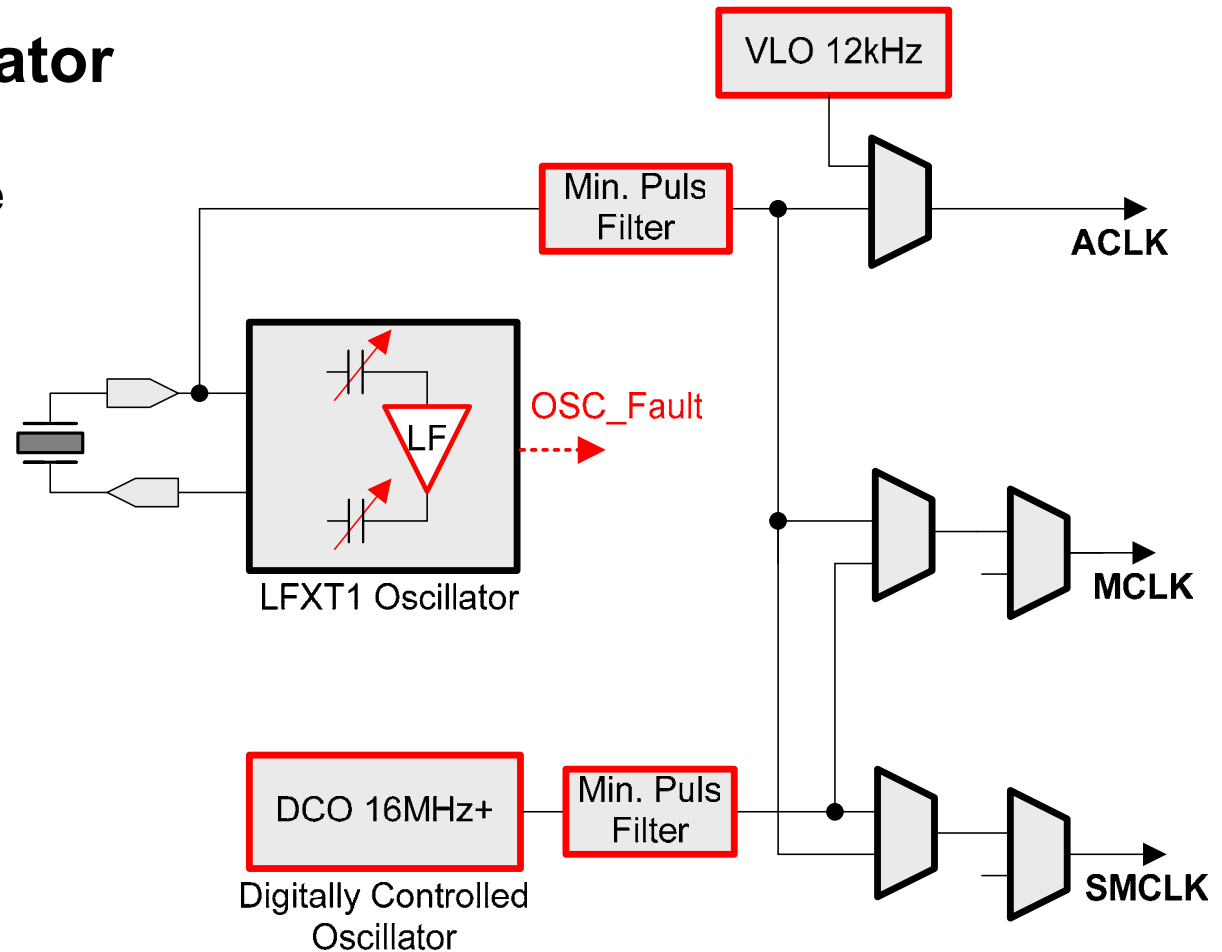 ator
e
VLO 12kHz
Min. Puls
Filter
ACLK
OSC_Fault
LF
LFXT1 Oscillator
MCLK
DCO 16MHz+
Min. Puls
Filter
Digitally Controlled
Oscillator
SMCLK